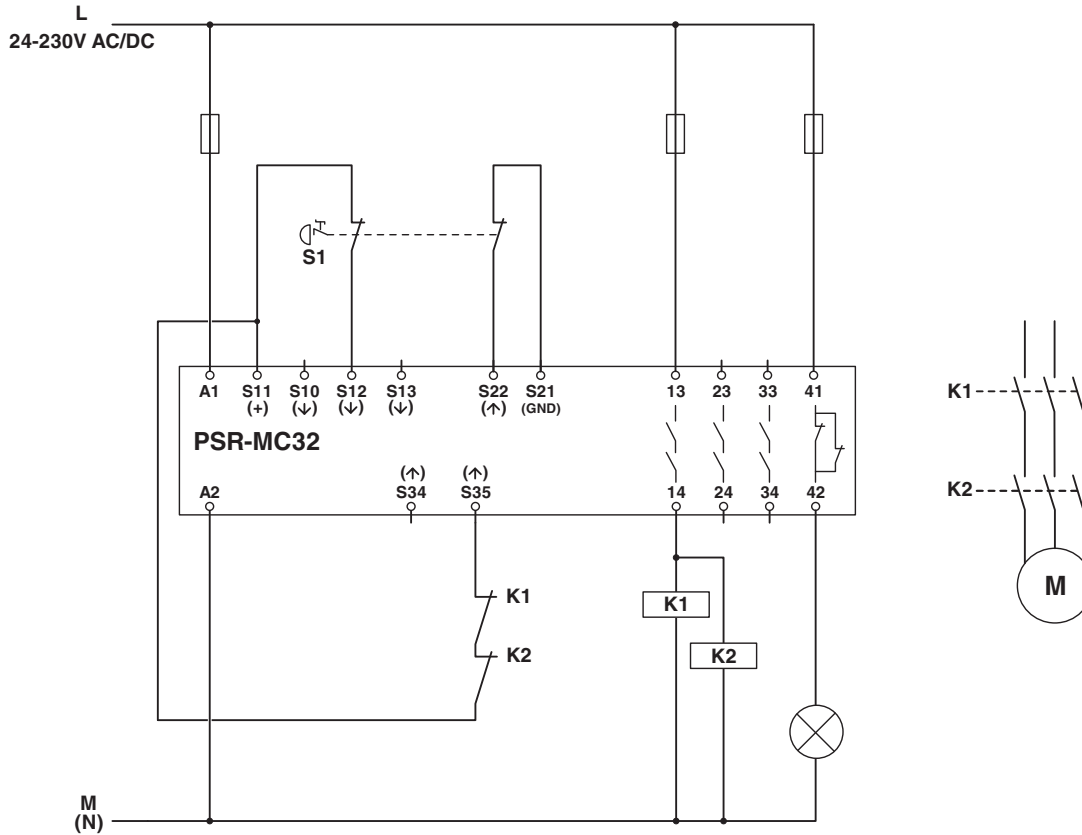 L
24-230V AC/DC
S1
A1 S11 S10 S12 S13 S22 S21 13 23 33 41
(+) (↓) (↓) (↓) (↑) (GND)
PSR-MC32
(↑) (↑)
A2 S34 S35 14 24 34 42
K1
K2
K1
K2
K1
K2
M
M
(N)